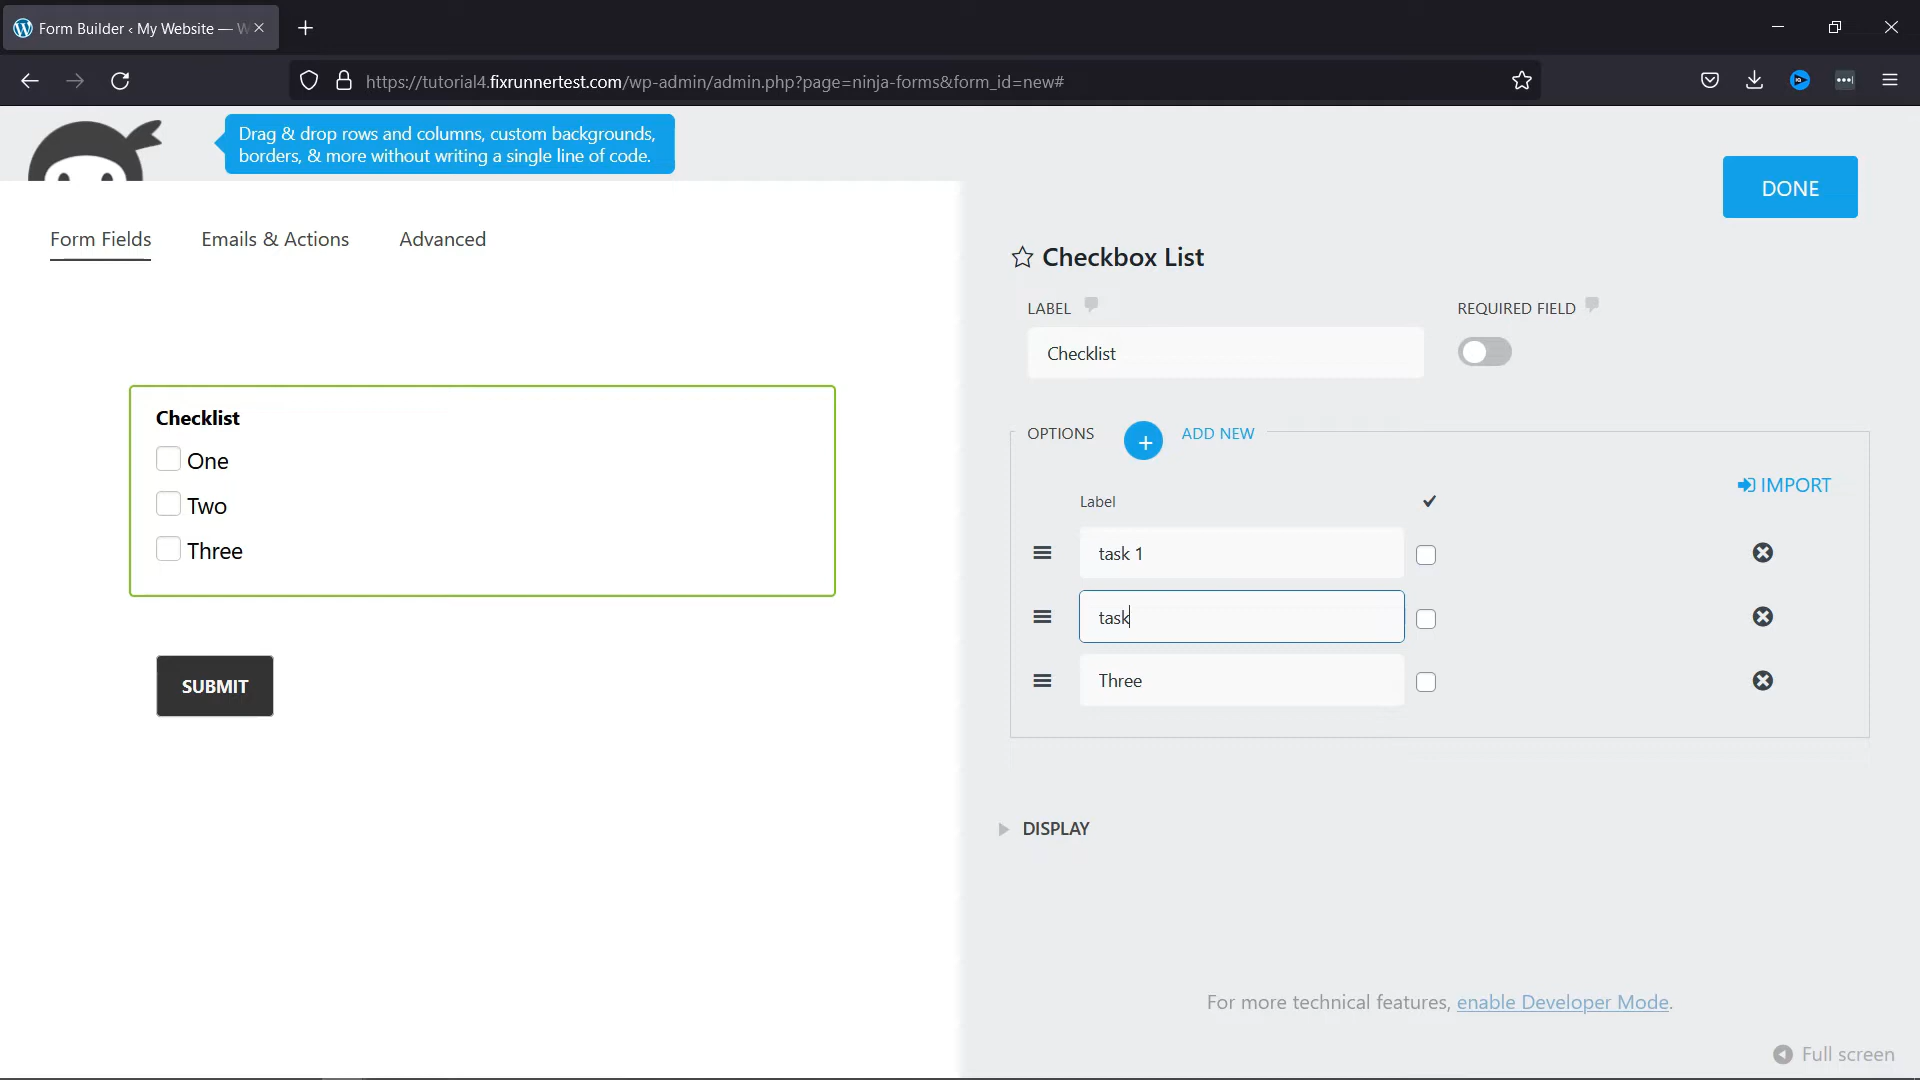 Form Builder ‹ My Website — W
https://tutorial4.fixrunnertest.com/wp-admin/admin.php?page=ninja-forms&form_id=new#
Drag & drop rows and columns, custom backgrounds,
borders, & more without writing a single line of code.
DONE
Form Fields
Emails & Actions
Advanced
Checkbox List
LABEL
REQUIRED FIELD
Checklist
Checklist
One
Two
Three
SUBMIT
OPTIONS
ADD NEW
IMPORT
Label
task 1
task
Three
DISPLAY
For more technical features, enable Developer Mode.
Full screen